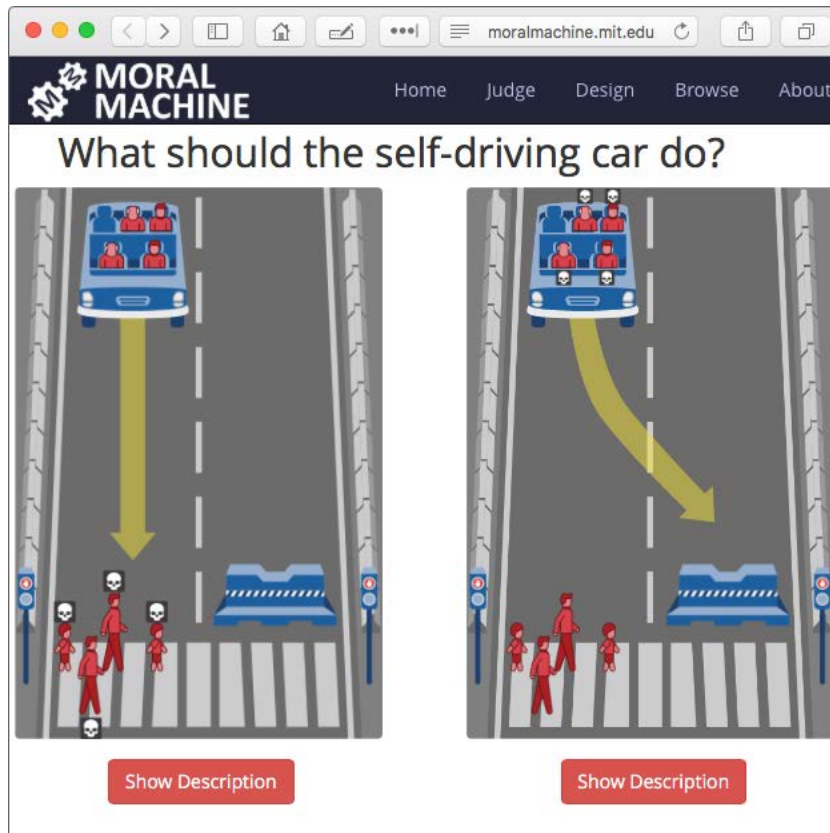 moralmachine.mit.edu
MORAL
MACHINE
Home Judge Design Browse About
What should the self-driving car do?
Show Description Show Description